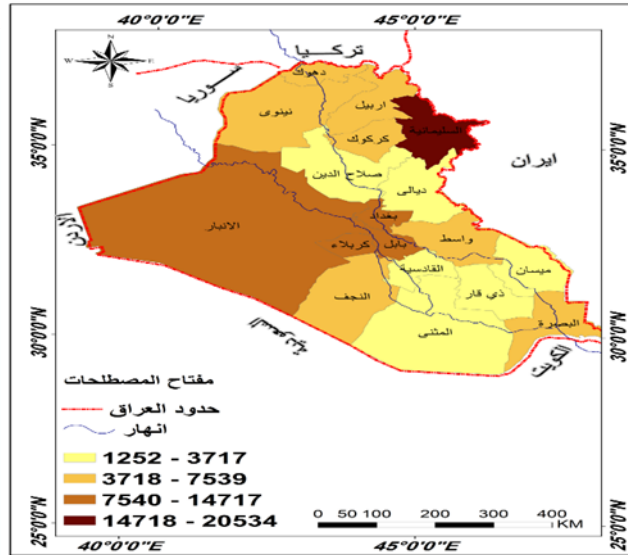 40°0'0"E 45°0'0"E
N
W E
S
تركيا
سوريا
دهوك
اربيل
نينوى
السليمانية
كركوك
35°0'0"N 35°0'0"N
ايران
صلاح الدين
ديالى
بغداد
الانبار
واسط
كربلاء بابل
الاردن
ميسان
القادسية
النجف
ذي قار
البصرة
المثنى
30°0'0"N 30°0'0"N
السعودية
الكويت
مفتاح المصطلحات
حدود العراق
انهار
1252 - 3717
3718 - 7539
7540 - 14717
14718 - 20534
0 50 100 200 300 400
KM
25°0'0"N 25°0'0"N
40°0'0"E 45°0'0"E